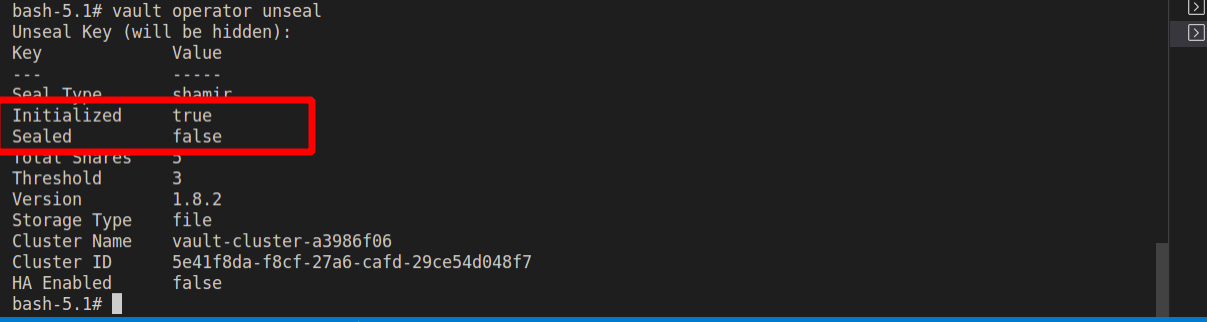 bash-5.1# vault operator unseal
Unseal Key (will be hidden):
Key Value
--- -----
Seal Type shamir
Initialized true
Sealed false
Total Shares 5
Threshold 3
Version 1.8.2
Storage Type file
Cluster Name vault-cluster-a3986f06
Cluster ID 5e41f8da-f8cf-27a6-cafd-29ce54d048f7
HA Enabled false
bash-5.1#